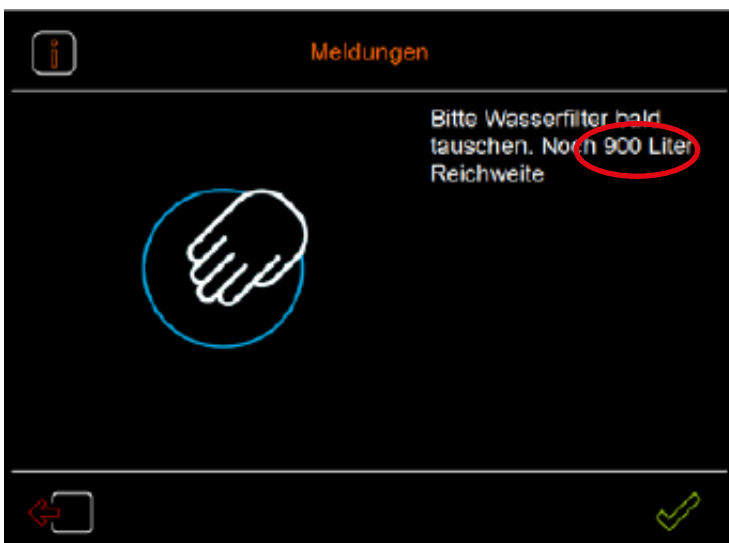 Meldungen
Bitte Wasserfilter bald
tauschen. Noch 900 Liter
Reichweite